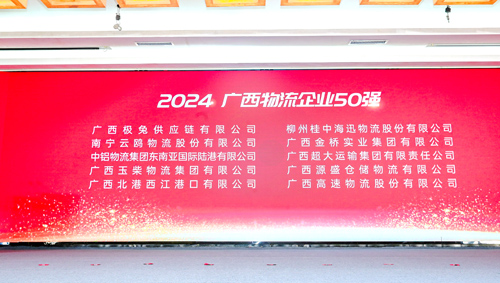 2024 广西物流企业50强
广西极兔供应链有限公司
南宁云鸥物流股份有限公司
中铝物流集团东南亚国际陆港有限公司
广西玉柴物流集团有限公司
广西北港西江港口有限公司
柳州桂中海迅物流股份有限公司
广西金桥实业集团有限公司
广西超大运输集团有限责任公司
广西源盛仓储物流有限公司
广西高速物流股份有限公司